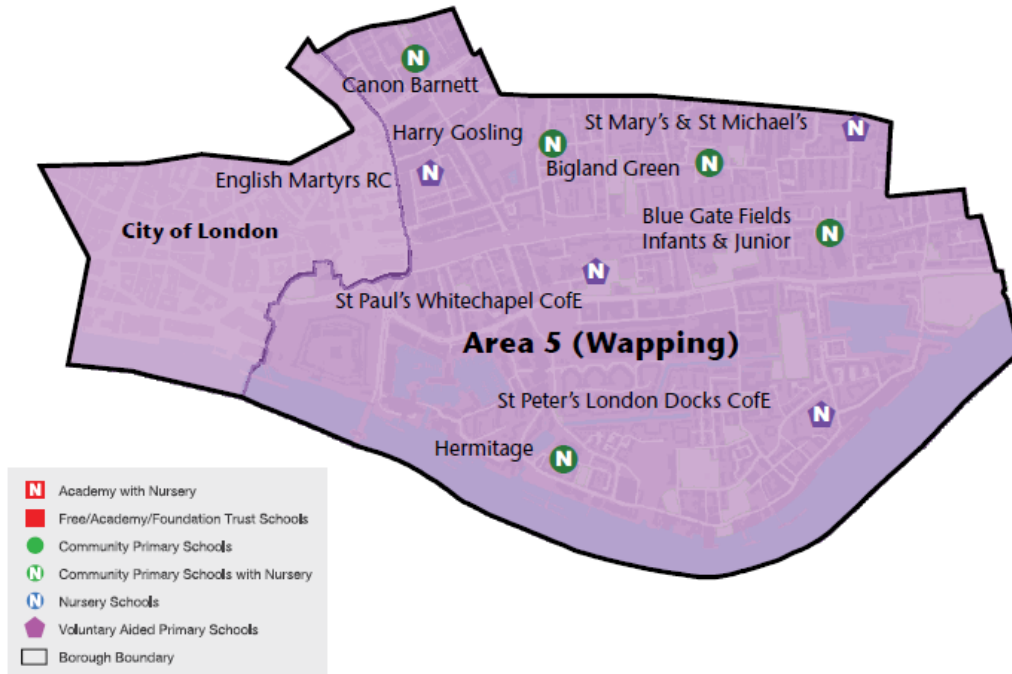 N
Canon Barnett
Harry Gosling
N
St Mary's & St Michael's
N
English Martyrs RC
N
Bigland Green
N
City of London
Blue Gate Fields
Infants & Junior
N
N
St Paul's Whitechapel CofE
Area 5 (Wapping)
St Peter's London Docks CofE
N
Hermitage
N
N Academy with Nursery
Free/Academy/Foundation Trust Schools
Community Primary Schools
N Community Primary Schools with Nursery
N Nursery Schools
Voluntary Aided Primary Schools
Borough Boundary